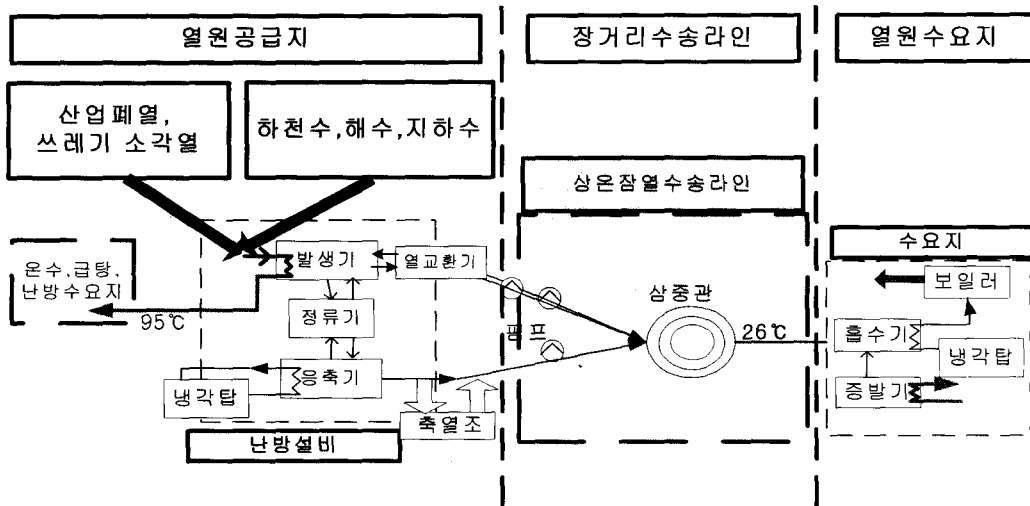 열원공급지
장거리수송라인
열원수요지
산업폐열,
쓰레기 소각열
하천수,해수,지하수
상온잠열수송라인
수요지
온수,급탕,
난방수요지
발생기
열교환기
정류기
응축기
냉각탑
축열조
95℃
난방설비
펌프
삼중관
26℃
보일러
흡수기
냉각탑
증발기